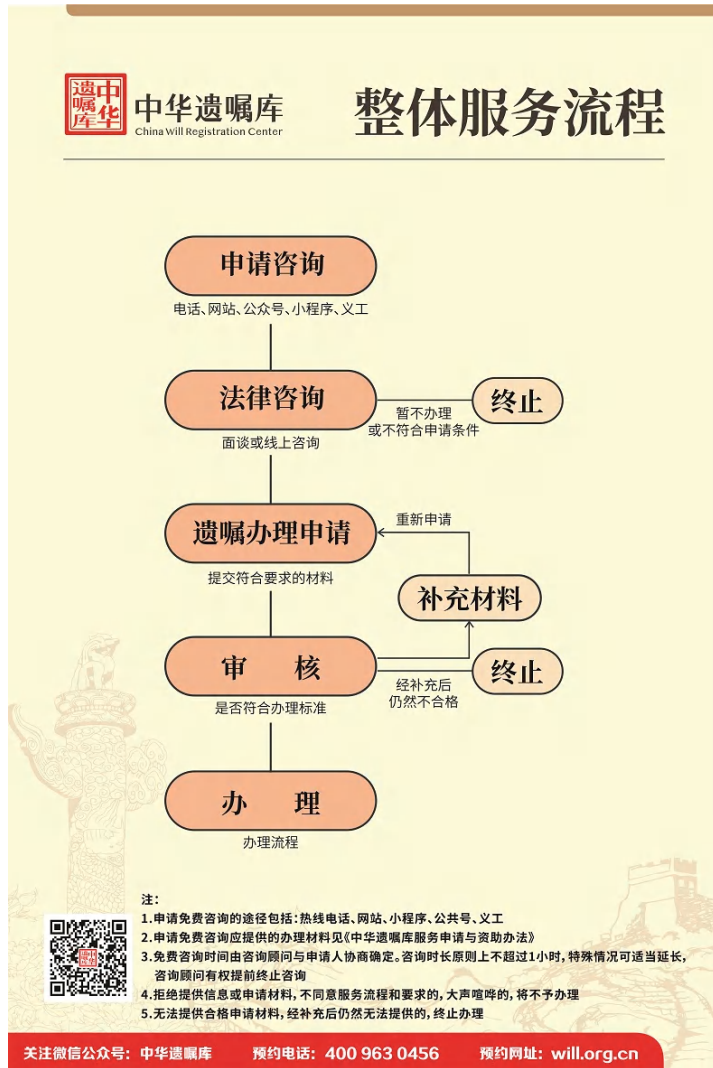 中华
遗嘱库
中华遗嘱库
China Will Registration Center
整体服务流程
申请咨询
电话、网站、公众号、小程序、义工
法律咨询
终止
暂不办理
或不符合申请条件
面谈或线上咨询
重新申请
遗嘱办理申请
提交符合要求的材料
补充材料
审 核
终止
经补充后
仍然不合格
是否符合办理标准
办 理
办理流程
注：
1.申请免费咨询的途径包括：热线电话、网站、小程序、公共号、义工
2.申请免费咨询应提供的办理材料见《中华遗嘱库服务申请与资助办法》
3.免费咨询时间由咨询顾问与申请人协商确定。咨询时长原则上不超过1小时，特殊情况可适当延长，
咨询顾问有权提前终止咨询
4.拒绝提供信息或申请材料，不同意服务流程和要求的，大声喧哗的，将不予办理
5.无法提供合格申请材料，经补充后仍然无法提供的，终止办理
关注微信公众号：中华遗嘱库 预约电话：400 963 0456 预约网址：will.org.cn